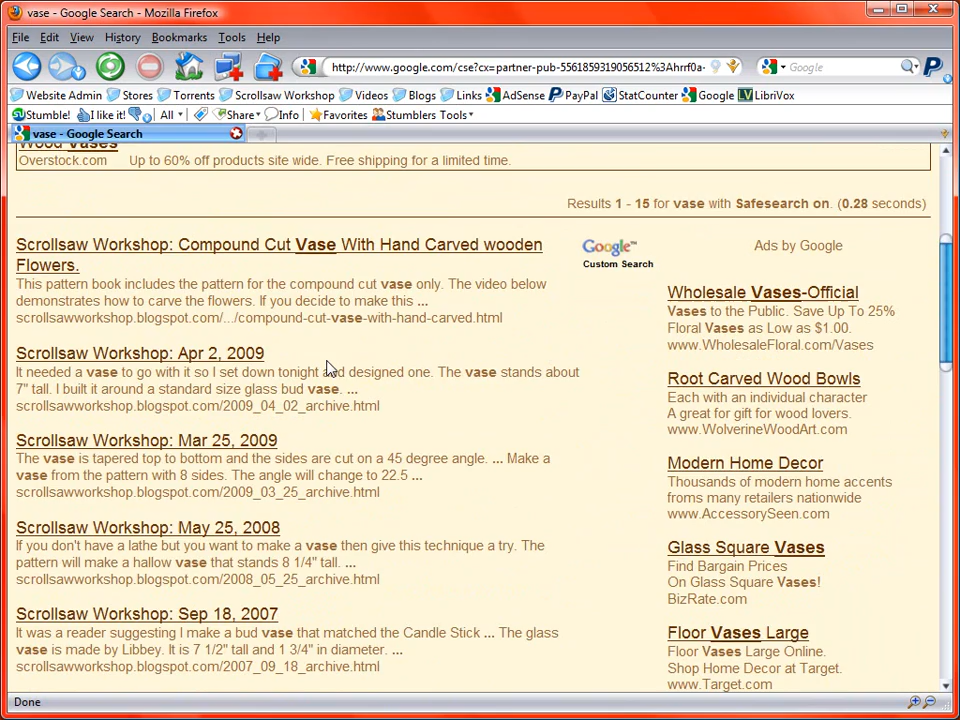 vase - Google Search - Mozilla Firefox
File Edit View History Bookmarks Tools Help
http://www.google.com/cse?cx=partner-pub-5561859319056512%3Ahrrf0a- Google
Website Admin Stores Torrents Scrollsaw Workshop Videos Blogs Links AdSense PayPal StatCounter Google LibriVox
Stumble! I like it! All Share Info Favorites Stumblers Tools
vase - Google Search
Wood Vases
Overstock.com Up to 60% off products site wide. Free shipping for a limited time.
Results 1 - 15 for vase with Safesearch on. (0.28 seconds)
Scrollsaw Workshop: Compound Cut Vase With Hand Carved wooden
Flowers.
This pattern book includes the pattern for the compound cut vase only. The video below
demonstrates how to carve the flowers. If you decide to make this ...
scrollsawworkshop.blogspot.com/.../compound-cut-vase-with-hand-carved.html
Scrollsaw Workshop: Apr 2, 2009
It needed a vase to go with it so I set down tonight and designed one. The vase stands about
7" tall. I built it around a standard size glass bud vase. ...
scrollsawworkshop.blogspot.com/2009_04_02_archive.html
Scrollsaw Workshop: Mar 25, 2009
The vase is tapered top to bottom and the sides are cut on a 45 degree angle. ... Make a
vase from the pattern with 8 sides. The angle will change to 22.5 ...
scrollsawworkshop.blogspot.com/2009_03_25_archive.html
Scrollsaw Workshop: May 25, 2008
If you don't have a lathe but you want to make a vase then give this technique a try. The
pattern will make a hallow vase that stands 8 1/4" tall. ...
scrollsawworkshop.blogspot.com/2008_05_25_archive.html
Scrollsaw Workshop: Sep 18, 2007
It was a reader suggesting I make a bud vase that matched the Candle Stick ... The glass
vase is made by Libbey. It is 7 1/2" tall and 1 3/4" in diameter. ...
scrollsawworkshop.blogspot.com/2007_09_18_archive.html
Google™
Custom Search
Ads by Google
Wholesale Vases-Official
Vases to the Public. Save Up To 25%
Floral Vases as Low as $1.00.
www.WholesaleFloral.com/Vases
Root Carved Wood Bowls
Each with an individual character
A great for gift for wood lovers.
www.WolverineWoodArt.com
Modern Home Decor
Thousands of modern home accents
froms many retailers nationwide
www.AccessorySeen.com
Glass Square Vases
Find Bargain Prices
On Glass Square Vases!
BizRate.com
Floor Vases Large
Floor Vases Large Online.
Shop Home Decor at Target.
www.Target.com
Done